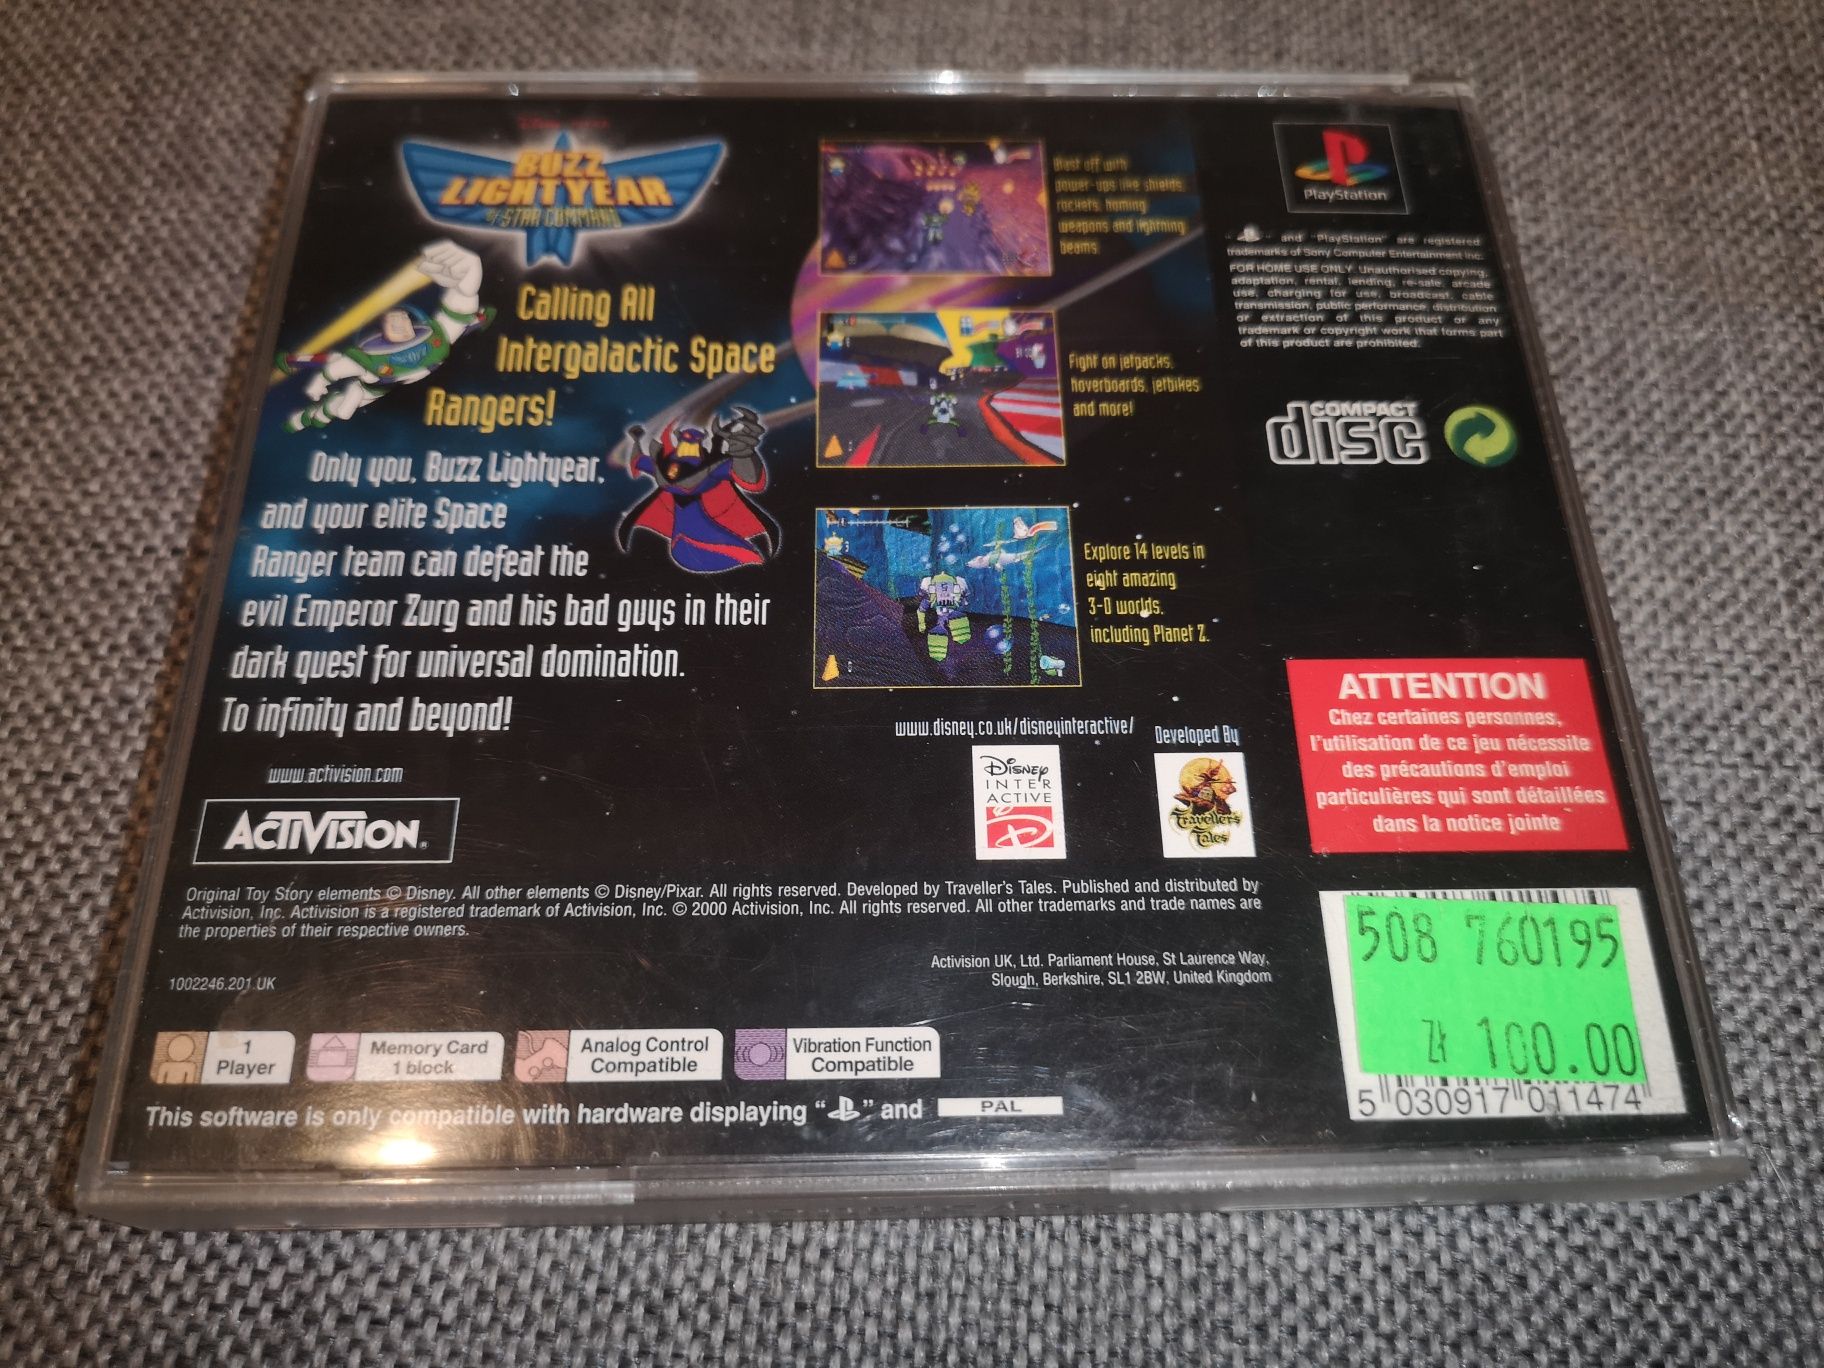 BUZZ
LIGHTYEAR
of STAR COMMAND
Calling All
Intergalactic Space
Rangers!
Only you, Buzz Lightyear,
and your elite Space
Ranger team can defeat the
evil Emperor Zurg and his bad guys in their
dark quest for universal domination.
To infinity and beyond!
www.activision.com
ACTIVISION.
Blast off with
power-ups like shields,
rockets, homing
weapons and lightning
beams.
Fight on jetpacks,
hoverboards, jetbikes
and more!
Explore 14 levels in
eight amazing
3-D worlds,
including Planet Z.
www.disney.co.uk/disneyinteractive/
Disney
INTER
ACTIVE
Developed By
Traveller's
Tales
PlayStation
" " and "PlayStation" are registered
trademarks of Sony Computer Entertainment Inc.
FOR HOME USE ONLY. Unauthorised copying,
adaptation, rental, lending, re-sale, arcade
use, charging for use, broadcast, cable
transmission, public performance, distribution
or extraction of this product or any
trademark or copyright work that forms part
of this product are prohibited.
COMPACT
disc
ATTENTION
Chez certaines personnes,
l'utilisation de ce jeu nécessite
des précautions d'emploi
particulières qui sont détaillées
dans la notice jointe
Original Toy Story elements © Disney. All other elements © Disney/Pixar. All rights reserved. Developed by Traveller's Tales. Published and distributed by
Activision, Inc. Activision is a registered trademark of Activision, Inc. © 2000 Activision, Inc. All rights reserved. All other trademarks and trade names are
the properties of their respective owners.
Activision UK, Ltd. Parliament House, St Laurence Way,
Slough, Berkshire, SL1 2BW, United Kingdom
1002246.201.UK
508 760195
zł 100.00
5 030917 011474
1
Player
Memory Card
1 block
Analog Control
Compatible
Vibration Function
Compatible
This software is only compatible with hardware displaying " " and PAL